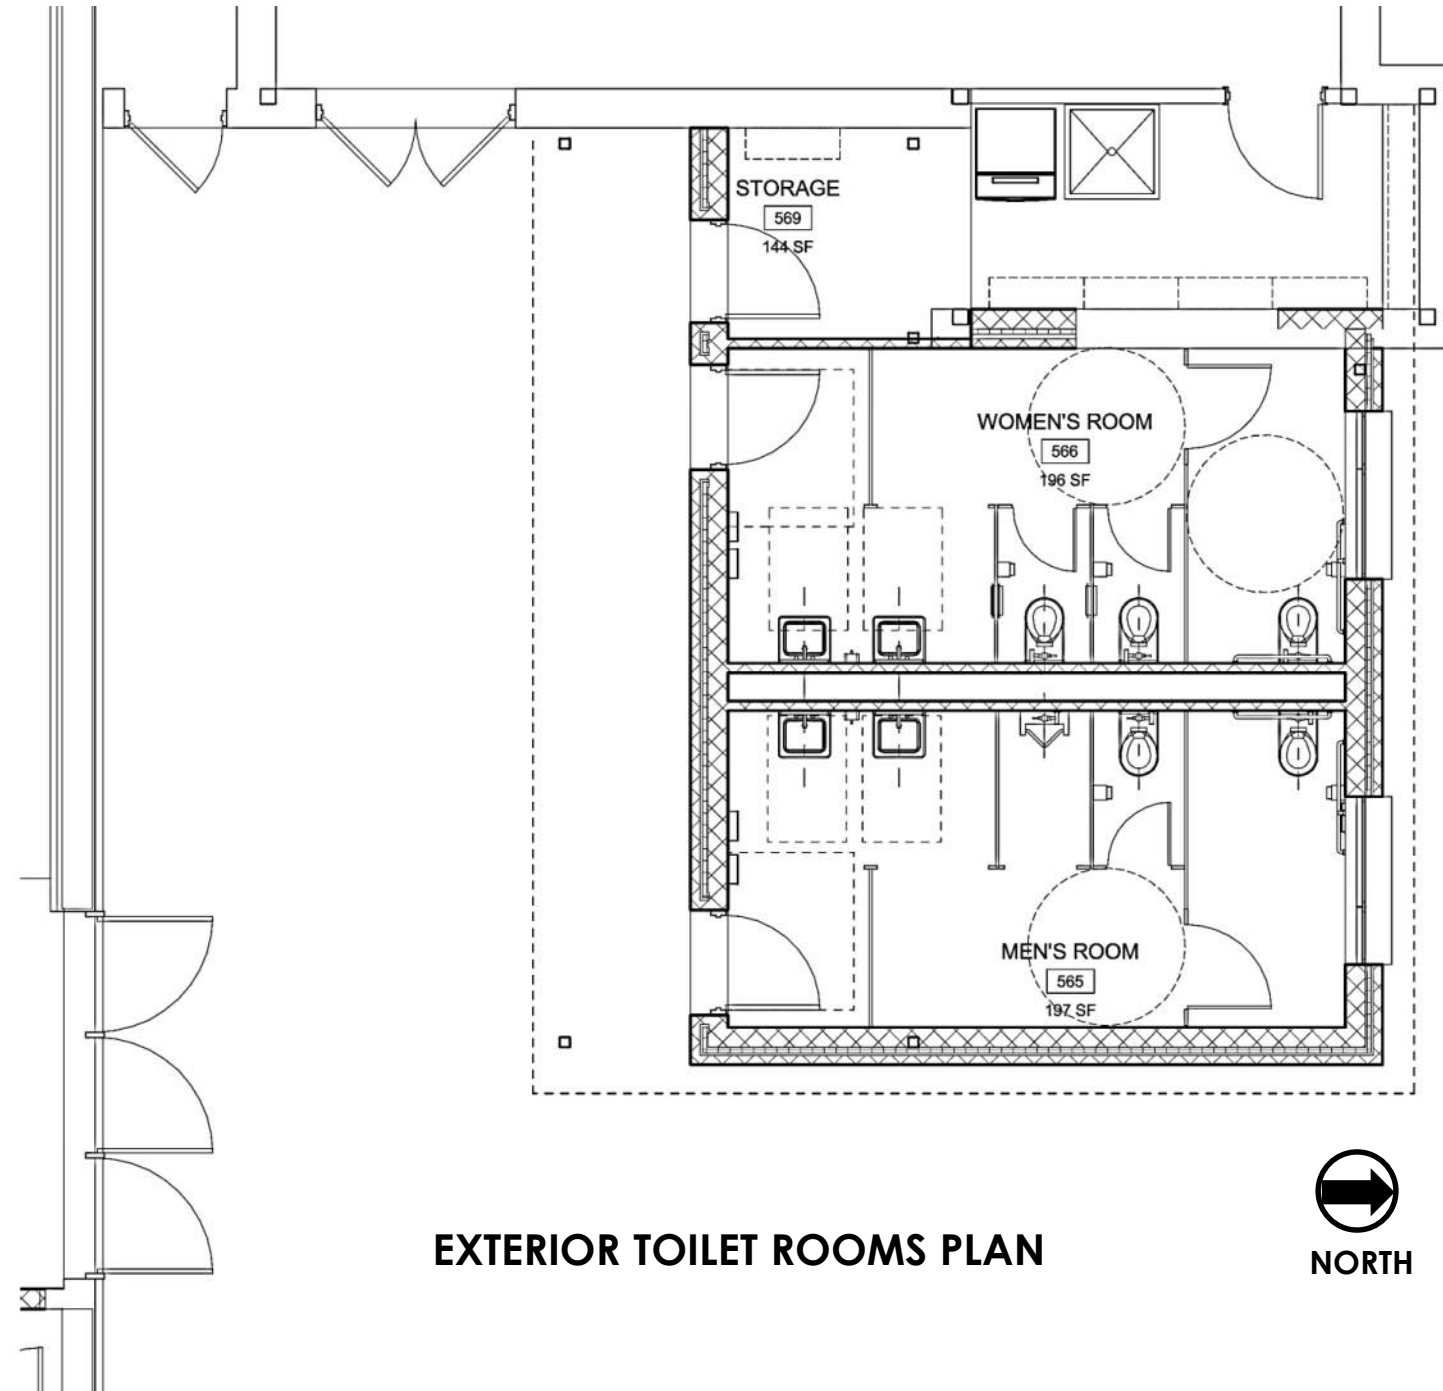 STORAGE
569
144 SF
WOMEN'S ROOM
566
196 SF
MEN'S ROOM
565
197 SF
EXTERIOR TOILET ROOMS PLAN
NORTH